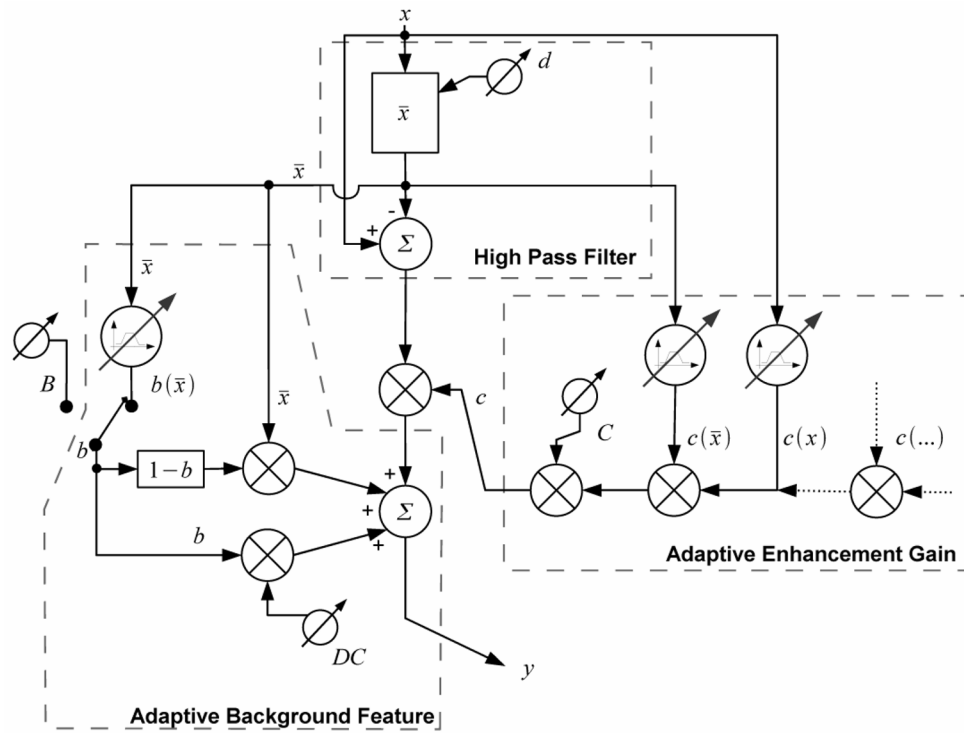 x
d
x̄
x̄
-
+
Σ
High Pass Filter
x̄
B
b(x̄)
x̄
c
C
c(x̄)
c(x)
c(...)
b
1−b
+
+
Σ
+
b
Adaptive Enhancement Gain
DC
y
Adaptive Background Feature